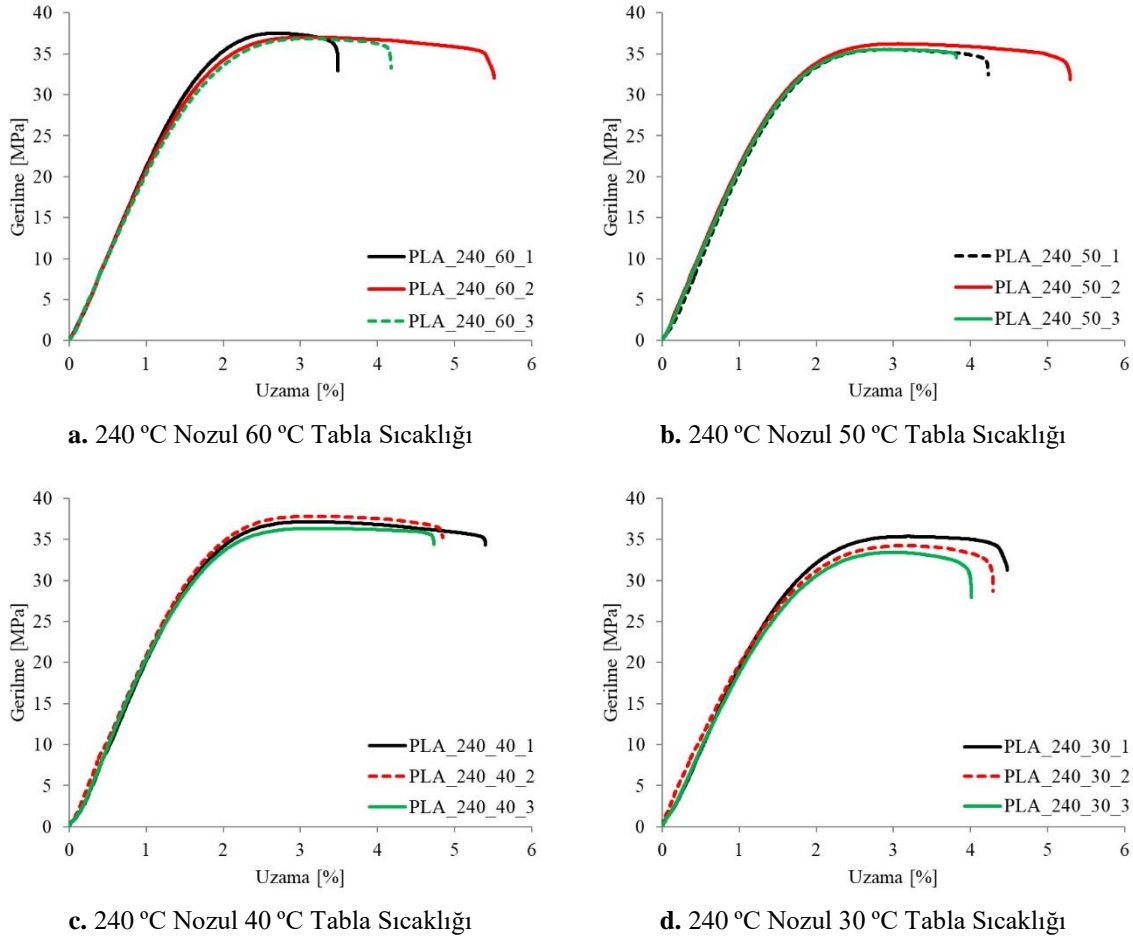 40
35
30
25
20
15
10
5
0
Gerilme [MPa]
PLA_240_60_1
PLA_240_60_2
PLA_240_60_3
0 1 2 3 4 5 6
Uzama [%]
a. 240 ºC Nozul 60 ºC Tabla Sıcaklığı
40
35
30
25
20
15
10
5
0
Gerilme [MPa]
PLA_240_50_1
PLA_240_50_2
PLA_240_50_3
0 1 2 3 4 5 6
Uzama [%]
b. 240 ºC Nozul 50 ºC Tabla Sıcaklığı
40
35
30
25
20
15
10
5
0
Gerilme [MPa]
PLA_240_40_1
PLA_240_40_2
PLA_240_40_3
0 1 2 3 4 5 6
Uzama [%]
c. 240 ºC Nozul 40 ºC Tabla Sıcaklığı
40
35
30
25
20
15
10
5
0
Gerilme [MPa]
PLA_240_30_1
PLA_240_30_2
PLA_240_30_3
0 1 2 3 4 5 6
Uzama [%]
d. 240 ºC Nozul 30 ºC Tabla Sıcaklığı